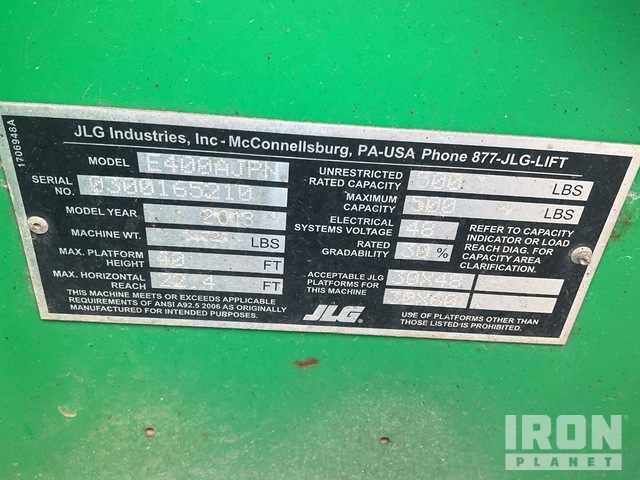 1706948A
JLG Industries, Inc - McConnellsburg, PA-USA Phone 877-JLG-LIFT
MODEL E400AJPN
SERIAL NO. 0300165210
MODEL YEAR 2013
MACHINE WT. LBS
MAX. PLATFORM HEIGHT 40 FT
MAX. HORIZONTAL REACH FT
THIS MACHINE MEETS OR EXCEEDS APPLICABLE
REQUIREMENTS OF ANSI A92.5 2006 AS ORIGINALLY
MANUFACTURED FOR INTENDED PURPOSES.
UNRESTRICTED RATED CAPACITY 500 LBS
MAXIMUM CAPACITY 500 LBS
ELECTRICAL SYSTEMS VOLTAGE 48
RATED GRADABILITY 30 %
REFER TO CAPACITY
INDICATOR OR LOAD
REACH DIAG. FOR
CAPACITY AREA
CLARIFICATION.
ACCEPTABLE JLG
PLATFORMS FOR
THIS MACHINE
30X48
JLG
USE OF PLATFORMS OTHER THAN
THOSE LISTED IS PROHIBITED.
IRON
PLANET